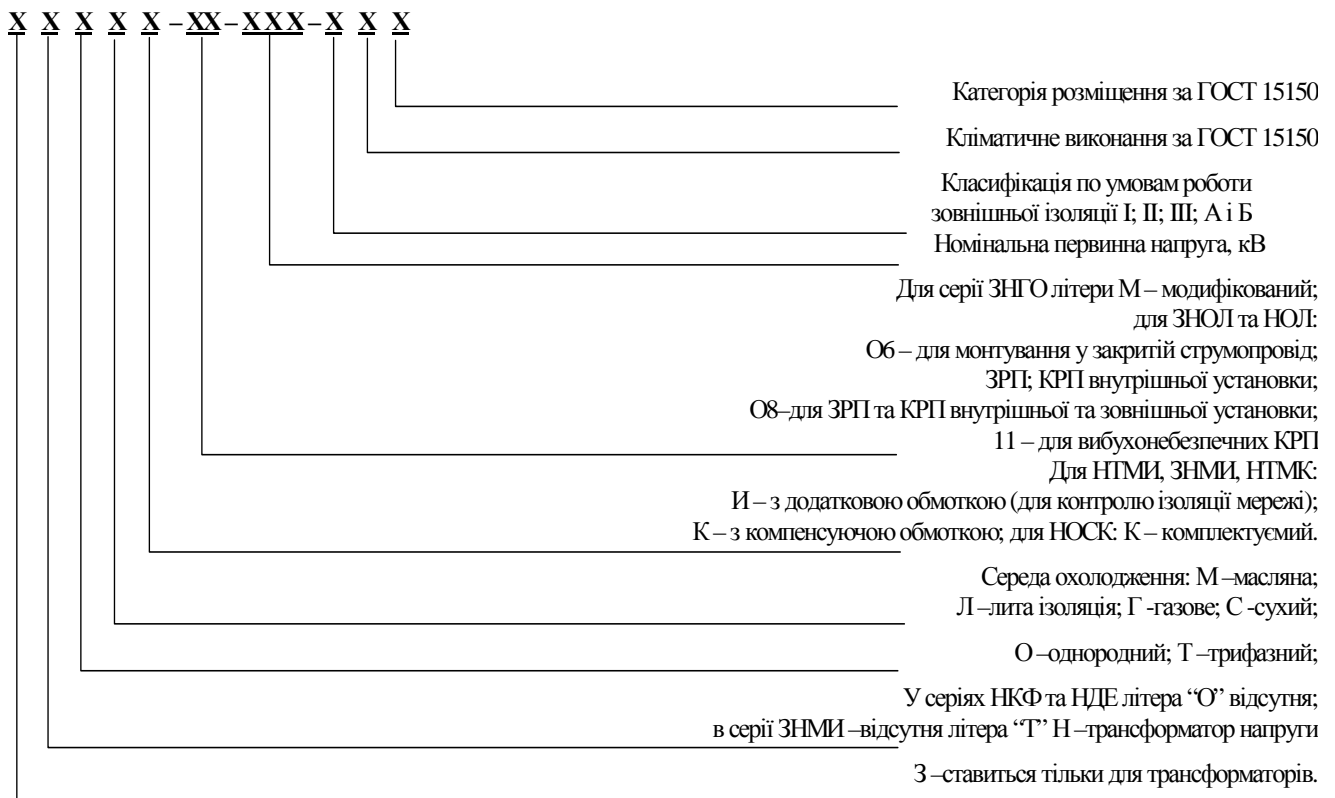 Х Х Х Х Х – ХХ – ХХХ – Х Х Х
Категорія розміщення за ГОСТ 15150
Кліматичне виконання за ГОСТ 15150
Класифікація по умовам роботи
зовнішньої ізоляції І; ІІ; ІІІ; А і Б
Номінальна первинна напруга, кВ
Для серії ЗНГО літери М – модифікований;
для ЗНОЛ та НОЛ:
О6 – для монтування у закритій струмопровід;
ЗРП; КРП внутрішньої установки;
О8–для ЗРП та КРП внутрішньої та зовнішньої установки;
11 – для вибухонебезпечних КРП
Для НТМИ, ЗНМИ, НТМК:
И – з додатковою обмоткою (для контролю ізоляції мережі);
К – з компенсуючою обмоткою; для НОСК: К – комплектуємий.
Середа охолодження: М –масляна;
Л –лита ізоляція; Г -газове; С -сухий;
О –однородний; Т –трифазний;
У серіях НКФ та НДЕ літера “О” відсутня;
в серії ЗНМИ –відсутня літера “Т” Н –трансформатор напруги
З –ставиться тільки для трансформаторів.